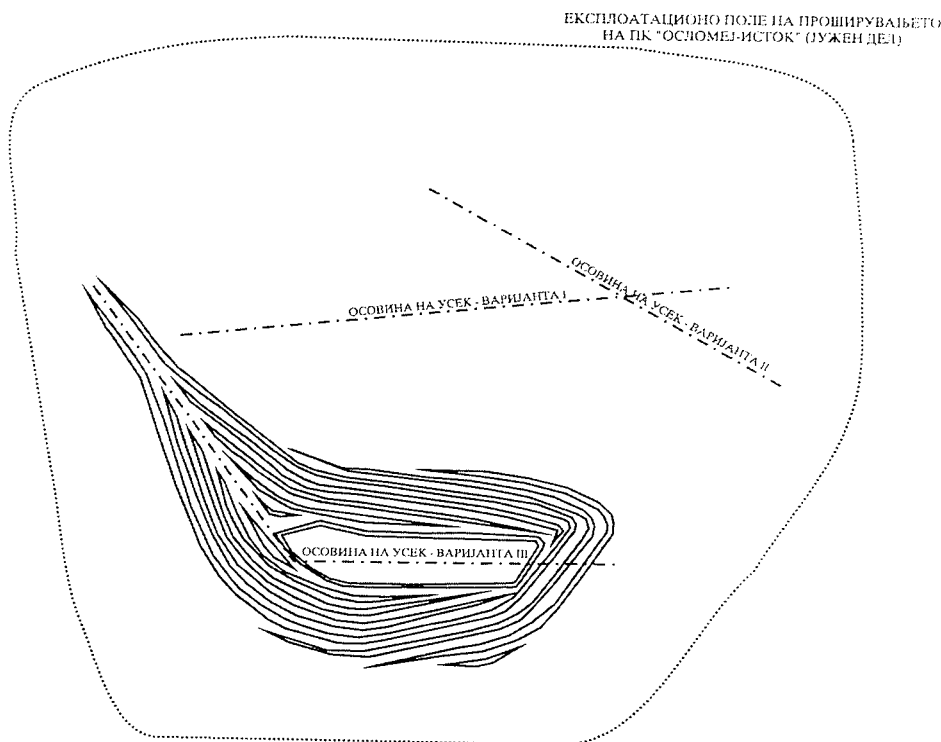 ЕКСПЛОАТАЦИОНО ПОЛЕ НА ПРОШИРУВАЊЕТО
НА ПК "ОСЛОМЕЈ-ИСТОК" (ЈУЖЕН ДЕЛ)
ОСОВИНА НА УСЕК - ВАРИЈАНТА I
ОСОВИНА НА УСЕК - ВАРИЈАНТА II
ОСОВИНА НА УСЕК - ВАРИЈАНТА III